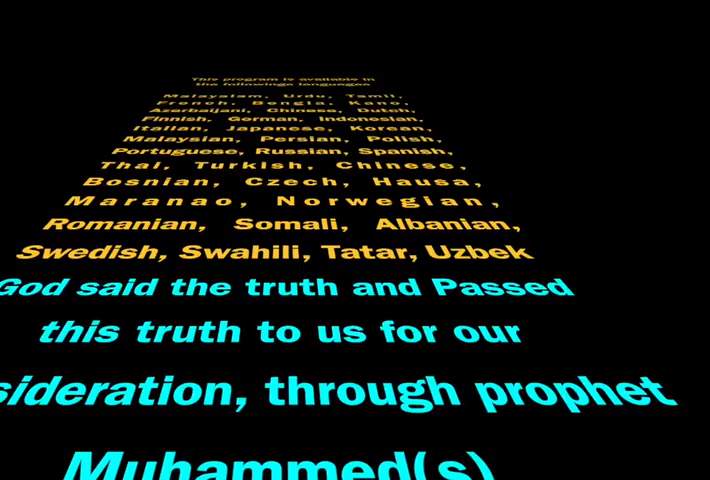 This program is available in
the followinge languages
Malayalam, Urdu, Tamil,
French, Bengla, Kano,
Azerbaijani, Chinese, Dutch,
Finnish, German, Indonesian,
Italian, Japanese, Korean,
Malaysian, Persian, Polish,
Portuguese, Russian, Spanish,
Thai, Turkish, Chinese,
Bosnian, Czech, Hausa,
Maranao, Norwegian,
Romanian, Somali, Albanian,
Swedish, Swahili, Tatar, Uzbek
God said the truth and Passed
this truth to us for our
sideration, through prophet
Muhammed(s)